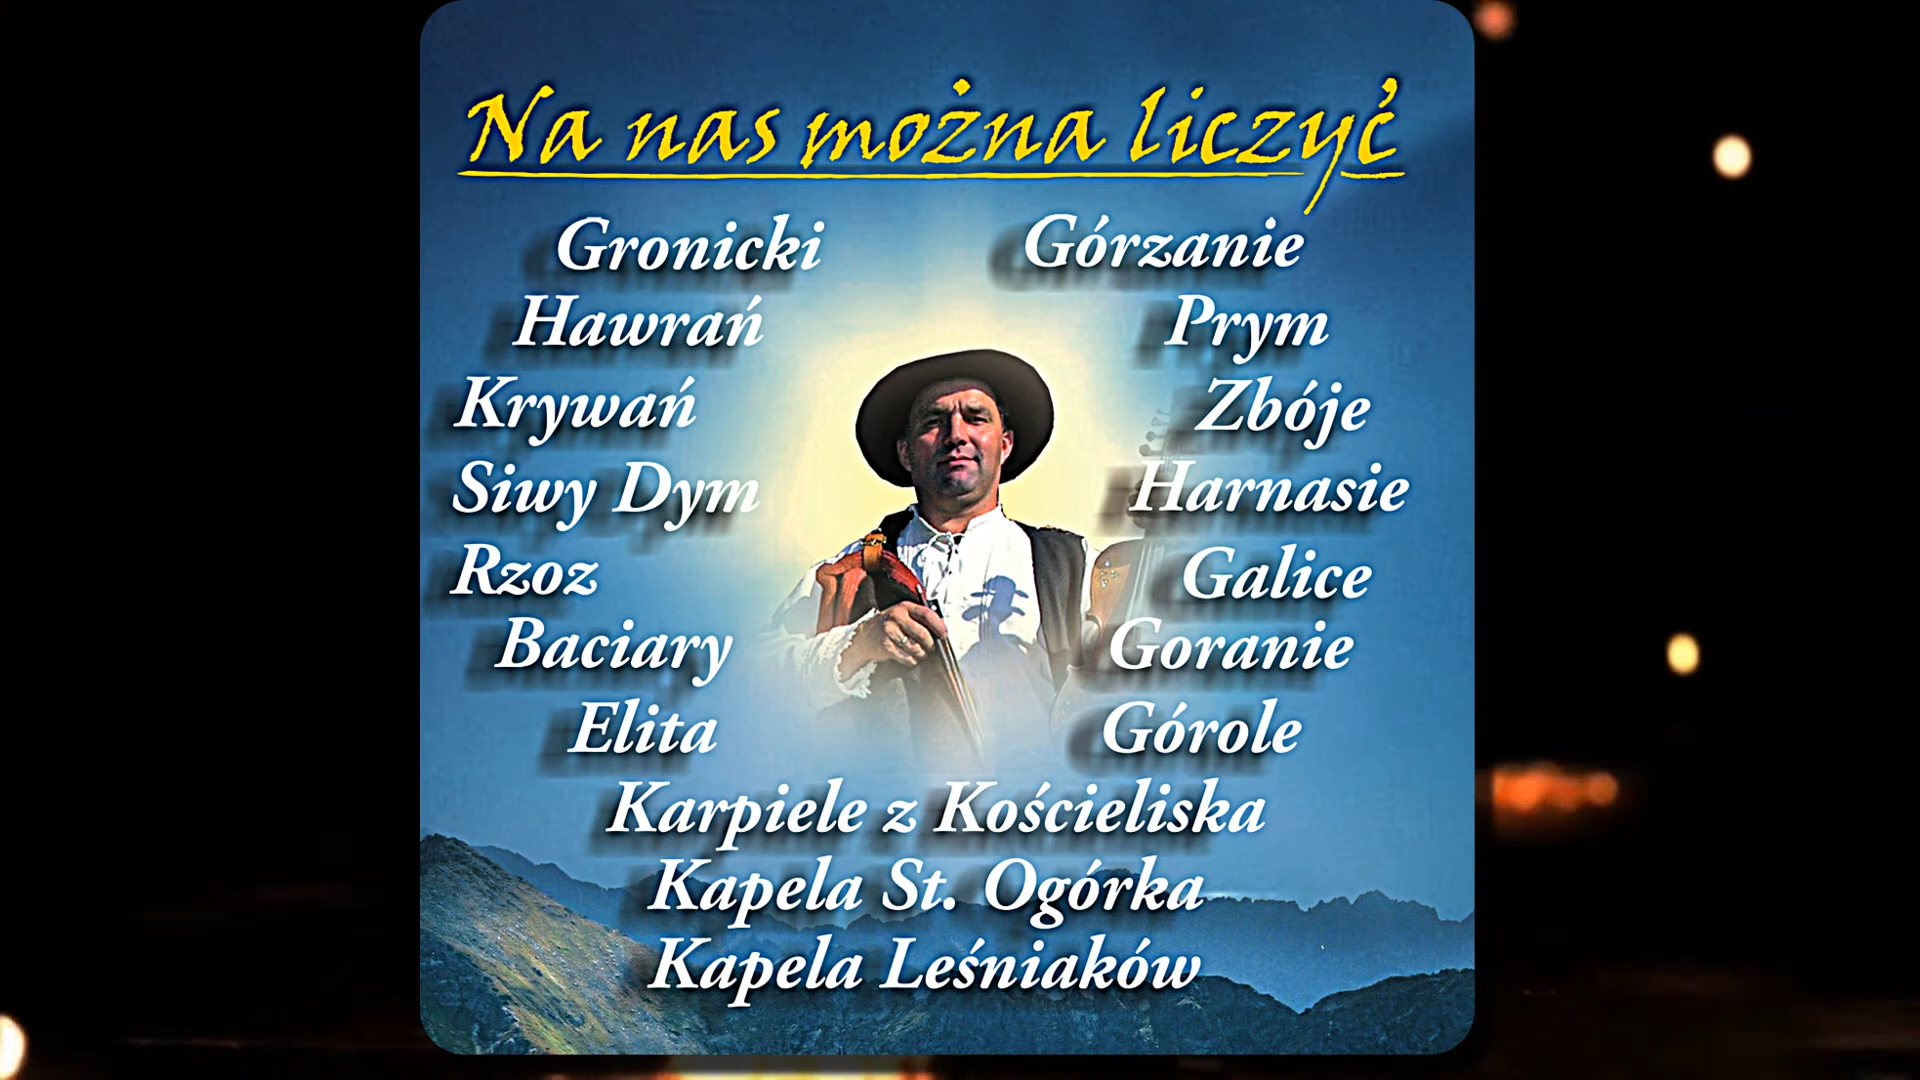 Na nas można liczyć
Gronicki Górzanie
Hawrań Prym
Krywań Zbóje
Siwy Dym Harnasie
Rzoz Galice
Baciary Goranie
Elita Górole
Karpiele z Kościeliska
Kapela St. Ogórka
Kapela Leśniaków